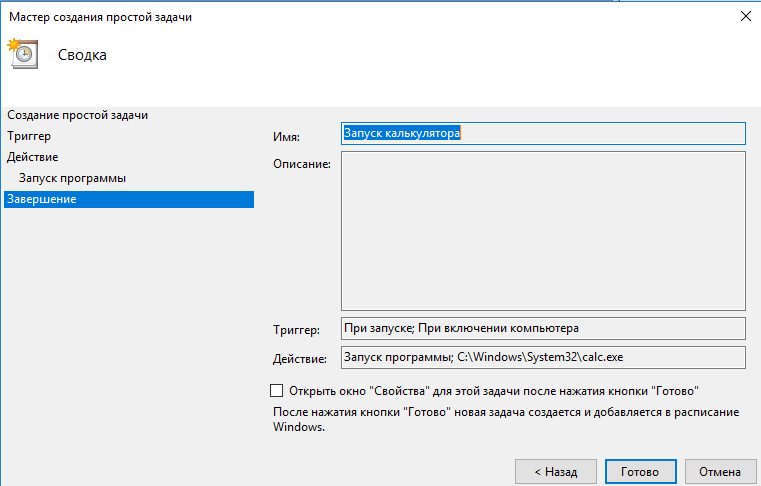 Мастер создания простой задачи
Сводка
Создание простой задачи
Триггер
Действие
Запуск программы
Завершение
Имя: Запуск калькулятора
Описание:
Триггер: При запуске; При включении компьютера
Действие: Запуск программы; C:\Windows\System32\calc.exe
Открыть окно "Свойства" для этой задачи после нажатия кнопки "Готово"
После нажатия кнопки "Готово" новая задача создается и добавляется в расписание
Windows.
< Назад Готово Отмена